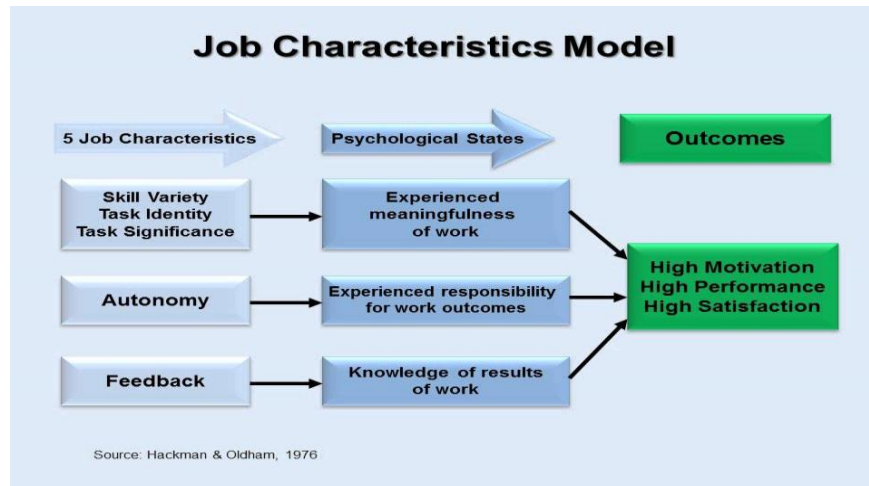 Job Characteristics Model
5 Job Characteristics
Psychological States
Outcomes
Skill Variety
Task Identity
Task Significance
Experienced
meaningfulness
of work
High Motivation
High Performance
High Satisfaction
Autonomy
Experienced responsibility
for work outcomes
Feedback
Knowledge of results
of work
Source: Hackman & Oldham, 1976